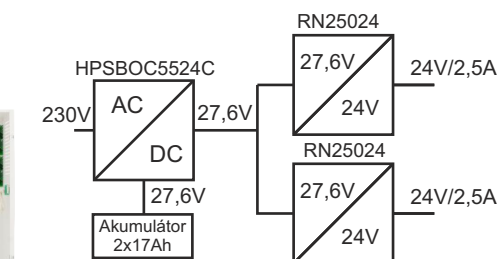 RN25024
27,6V
24V
24V/2,5A
HPSBOC5524C
230V
AC
DC
27,6V
27,6V
Akumulátor
2x17Ah
RN25024
27,6V
24V
24V/2,5A